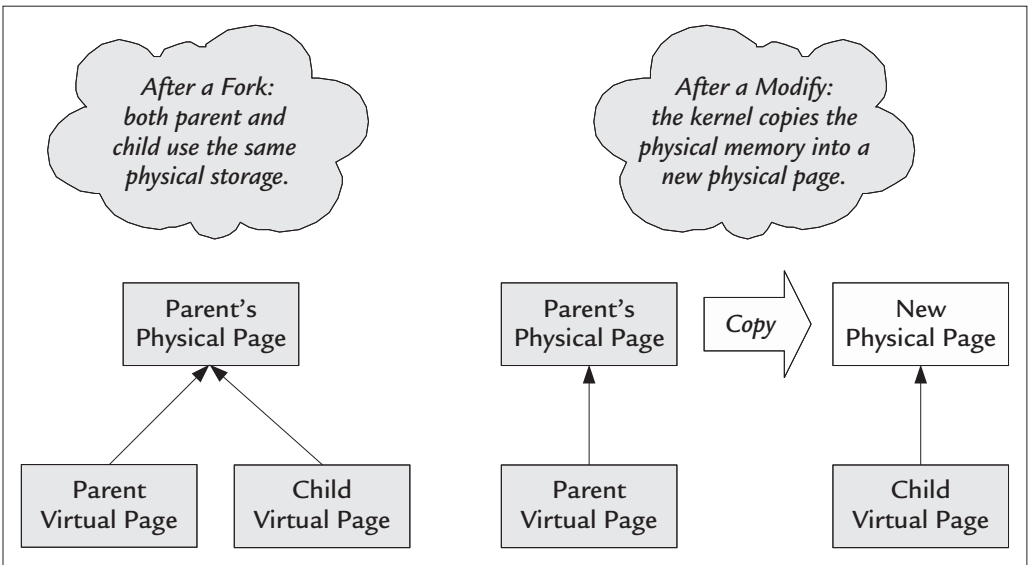 After a Fork:
both parent and
child use the same
physical storage.
After a Modify:
the kernel copies the
physical memory into a
new physical page.
Parent's
Physical Page
Parent's
Physical Page
Copy
New
Physical Page
Parent
Virtual Page
Child
Virtual Page
Parent
Virtual Page
Child
Virtual Page